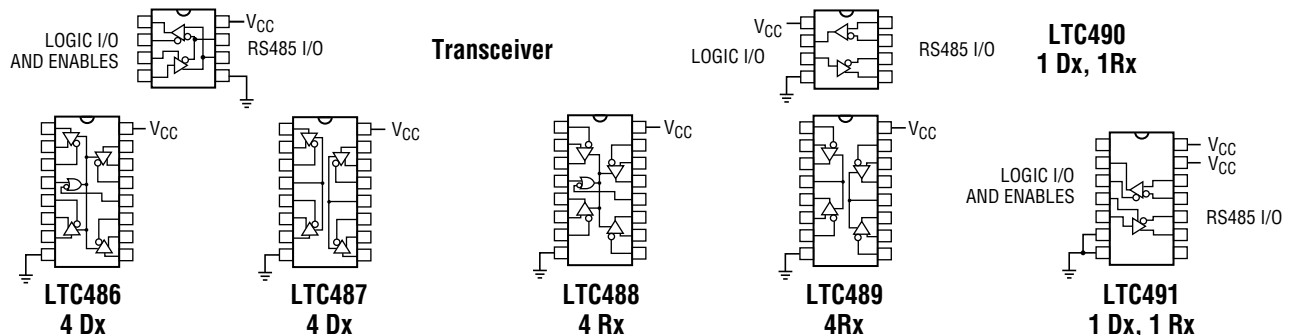 LOGIC I/O
AND ENABLES
VCC
RS485 I/O
Transceiver
VCC
LOGIC I/O
RS485 I/O
LTC490
1 Dx, 1Rx
VCC
LTC486
4 Dx
VCC
LTC487
4 Dx
VCC
LTC488
4 Rx
VCC
LTC489
4Rx
LOGIC I/O
AND ENABLES
VCC
VCC
RS485 I/O
LTC491
1 Dx, 1 Rx